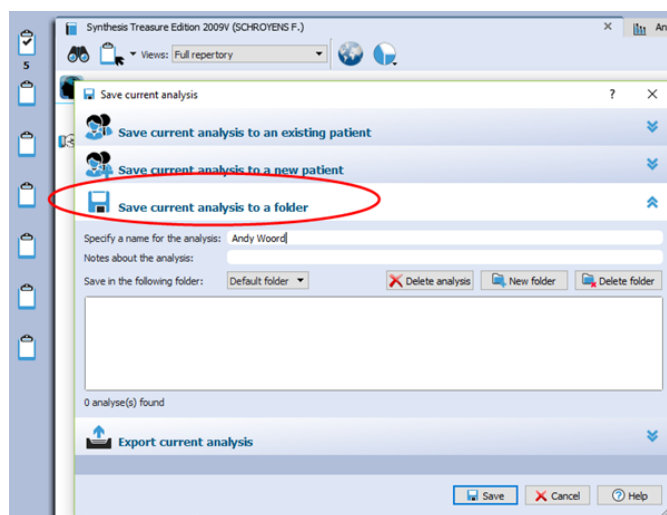 Synthesis Treasure Edition 2009V (SCHROYENS F.)
An
5
Views: Full repertory
Save current analysis
Save current analysis to an existing patient
Save current analysis to a new patient
Save current analysis to a folder
Specify a name for the analysis: Andy Woord
Notes about the analysis:
Save in the following folder: Default folder Delete analysis New folder Delete folder
0 analyse(s) found
Export current analysis
Save Cancel Help